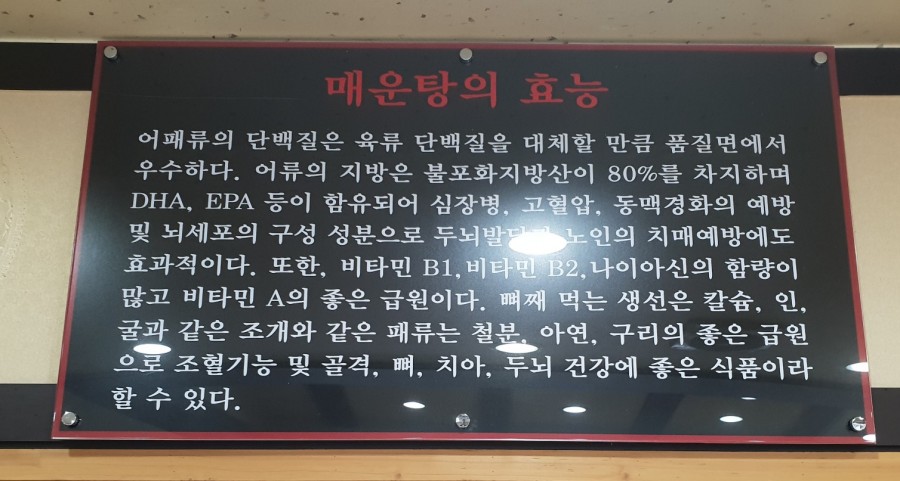 매운탕의 효능
어패류의 단백질은 육류 단백질을 대체할 만큼 품질면에서
우수하다. 어류의 지방은 불포화지방산이 80%를 차지하며
DHA, EPA 등이 함유되어 심장병, 고혈압, 동맥경화의 예방
및 뇌세포의 구성 성분으로 노인의 치매예방에도
효과적이다. 또한, 비타민 B1,비타민 B2,나이아신의 함량이
많고 비타민 A의 좋은 급원이다. 뼈째 먹는 생선은 칼슘, 인,
굴과 같은 조개와 같은 패류는 철분, 아연, 구리의 좋은 급원
으로 조혈기능 및 골격, 뼈, 치아, 두뇌 건강에 좋은 식품이라
할 수 있다.